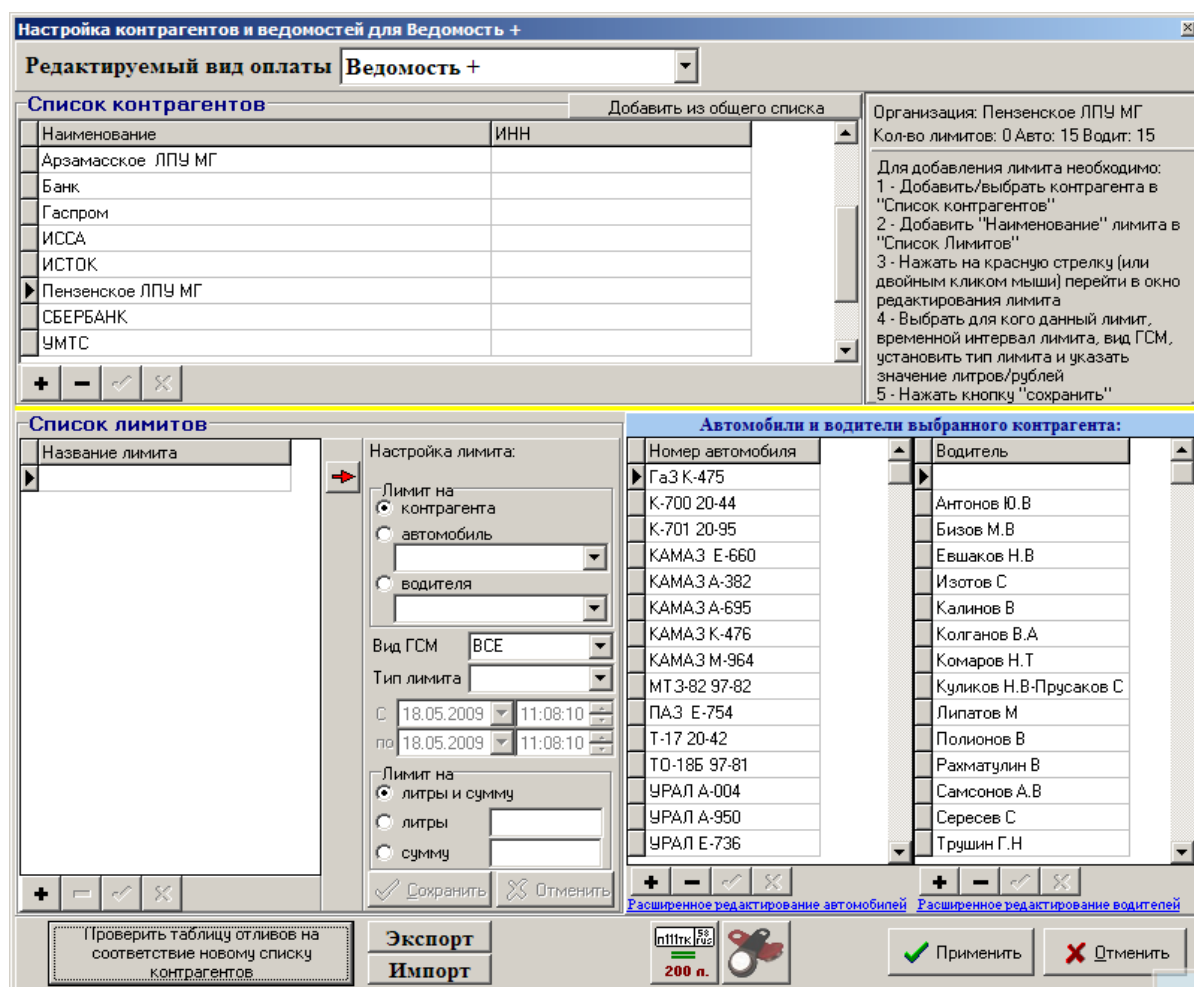 Настройка контрагентов и ведомостей для Ведомость +
Редактируемый вид оплаты Ведомость +
Список контрагентов
Добавить из общего списка
Наименование ИНН
Арзамасское ЛПУ МГ
Банк
Гаспром
ИССА
ИСТОК
Пензенское ЛПУ МГ
СБЕРБАНК
УМТС
Организация: Пензенское ЛПУ МГ
Кол-во лимитов: 0 Авто: 15 Водит: 15
Для добавления лимита необходимо:
1 - Добавить/выбрать контрагента в
"Список контрагентов"
2 - Добавить "Наименование" лимита в
"Список Лимитов"
3 - Нажать на красную стрелку (или
двойным кликом мыши) перейти в окно
редактирования лимита
4 - Выбрать для кого данный лимит,
временной интервал лимита, вид ГСМ,
установить тип лимита и указать
значение литров/рублей
5 - Нажать кнопку "сохранить"
Список лимитов
Название лимита
Настройка лимита:
Лимит на
контрагента
автомобиль
водителя
Вид ГСМ ВСЕ
Тип лимита
С 18.05.2009 11:08:10
по 18.05.2009 11:08:10
Лимит на
литры и сумму
литры
сумму
Сохранить Отменить
Автомобили и водители выбранного контрагента:
Номер автомобиля
ГаЗ К-475
К-700 20-44
К-701 20-95
КАМАЗ Е-660
КАМАЗ А-382
КАМАЗ А-695
КАМАЗ К-476
КАМАЗ М-964
МТЗ-82 97-82
ПАЗ Е-754
Т-17 20-42
ТО-18Б 97-81
УРАЛ А-004
УРАЛ А-950
УРАЛ Е-736
Расширенное редактирование автомобилей
Водитель
Антонов Ю.В
Бизов М.В
Евшаков Н.В
Изотов С
Калинов В
Колганов В.А
Комаров Н.Т
Куликов Н.В-Прусаков С
Липатов М
Полионов В
Рахматулин В
Самсонов А.В
Сересев С
Трушин Г.Н
Расширенное редактирование водителей
Проверить таблицу отливов на
соответствие новому списку
контрагентов
Экспорт
Импорт
п111тк 58 rus
200 л.
Применить
Отменить